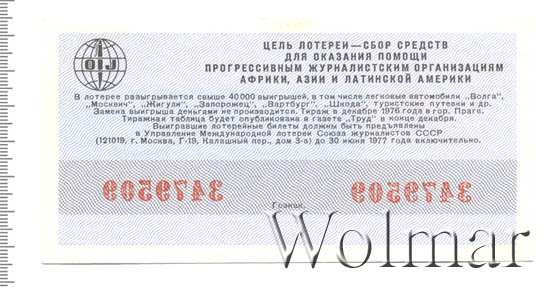 ЦЕЛЬ ЛОТЕРЕИ—СБОР СРЕДСТВ
ДЛЯ ОКАЗАНИЯ ПОМОЩИ
ПРОГРЕССИВНЫМ ЖУРНАЛИСТСКИМ ОРГАНИЗАЦИЯМ
АФРИКИ, АЗИИ И ЛАТИНСКОЙ АМЕРИКИ
OIJ
В лотерее разыгрывается свыше 40000 выигрышей, в том числе легковые автомобили „Волга",
„Москвич", „Жигули", „Запорожец", „Вартбург", „Шкода", туристские путевки и др.
Замена выигрыша деньгами не производится. Тираж в декабре 1976 года в гор. Праге.
Тиражная таблица будет опубликована в газете „Труд" в конце декабря.
Выигравшие лотерейные билеты должны быть предъявлены
в Управление Международной лотереи Союза журналистов СССР
(121019, г. Москва, Г-19, Калашный пер., дом 3-а) до 30 июня 1977 года включительно.
3479509 3479509
Гознак.
Wolmar